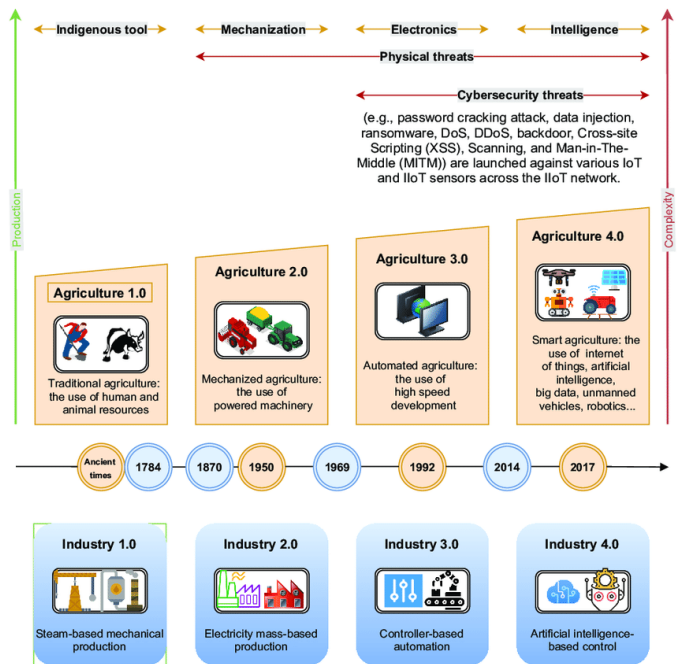 Indigenous tool
Mechanization
Electronics
Intelligence
Physical threats
Cybersecurity threats
(e.g., password cracking attack, data injection,
ransomware, DoS, DDoS, backdoor, Cross-site
Scripting (XSS), Scanning, and Man-in-The-
Middle (MITM)) are launched against various IoT
and IIoT sensors across the IIoT network.
Production
Complexity
Agriculture 1.0
Traditional agriculture:
the use of human and
animal resources
Agriculture 2.0
Mechanized agriculture:
the use of
powered machinery
Agriculture 3.0
Automated agriculture:
the use of
high speed
development
Agriculture 4.0
Smart agriculture: the
use of internet
of things, artificial
intelligence,
big data, unmanned
vehicles, robotics...
Ancient
times
1784
1870
1950
1969
1992
2014
2017
Industry 1.0
Steam-based mechanical
production
Industry 2.0
Electricity mass-based
production
Industry 3.0
Controller-based
automation
Industry 4.0
Artificial intelligence-
based control